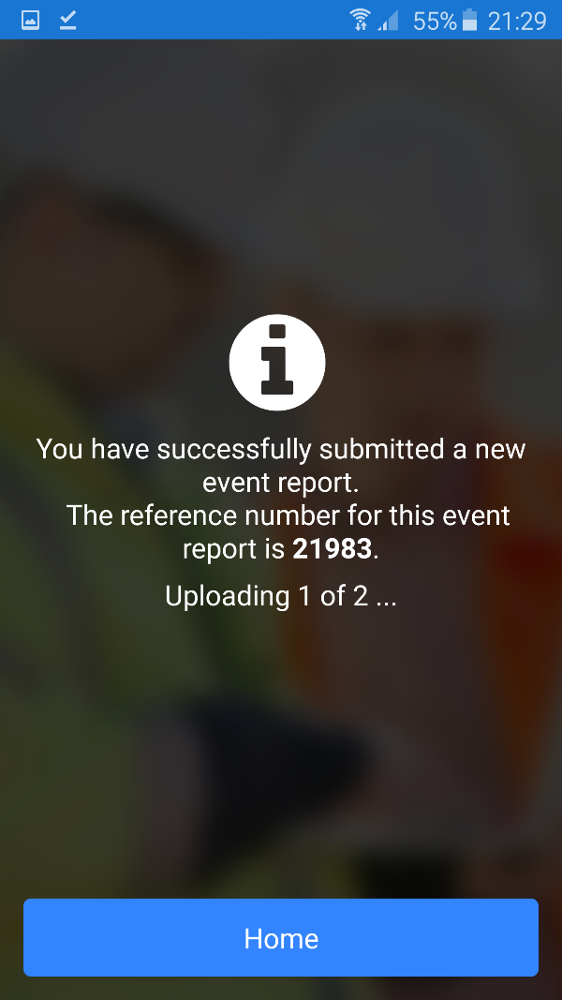 55% 21:29
You have successfully submitted a new
event report.
The reference number for this event
report is 21983.
Uploading 1 of 2 ...
Home